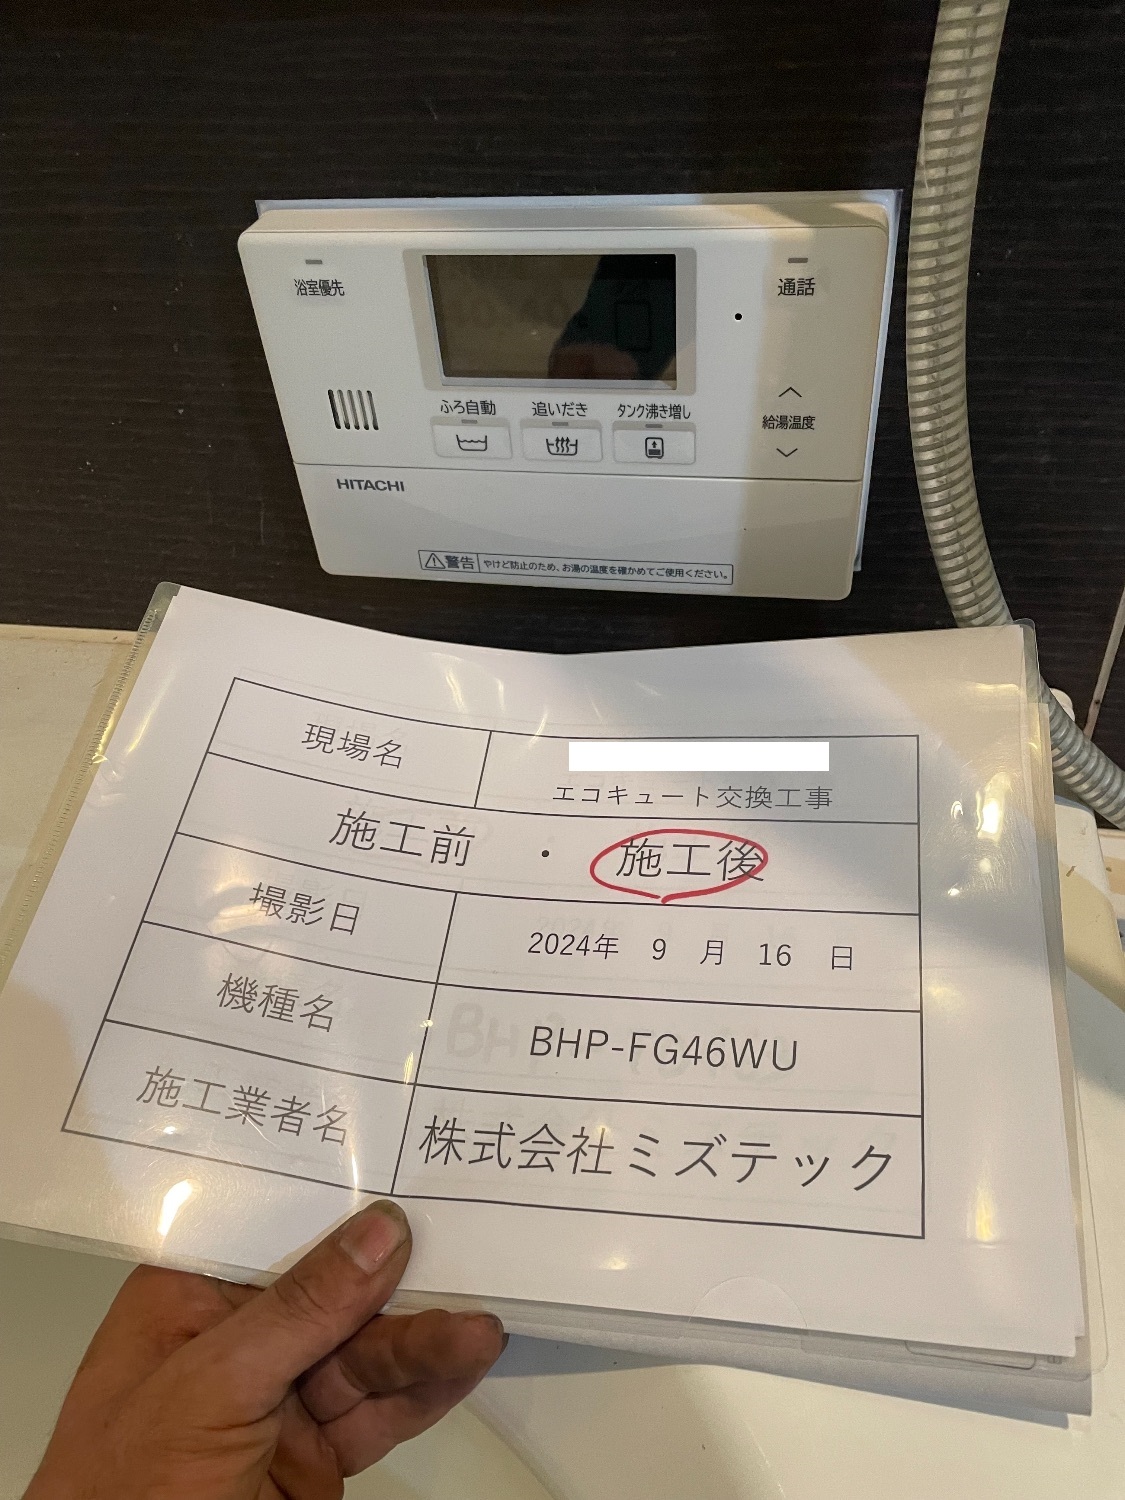 浴室優先
通話
ふろ自動
追いだき
タンク沸き増し
給湯温度
HITACHI
警告 やけど防止のため、お湯の温度を確かめてご使用ください。
現場名
エコキュート交換工事
施工前 ・ 施工後
撮影日 2024年 9 月 16 日
機種名 BHP-FG46WU
施工業者名 株式会社ミズテック